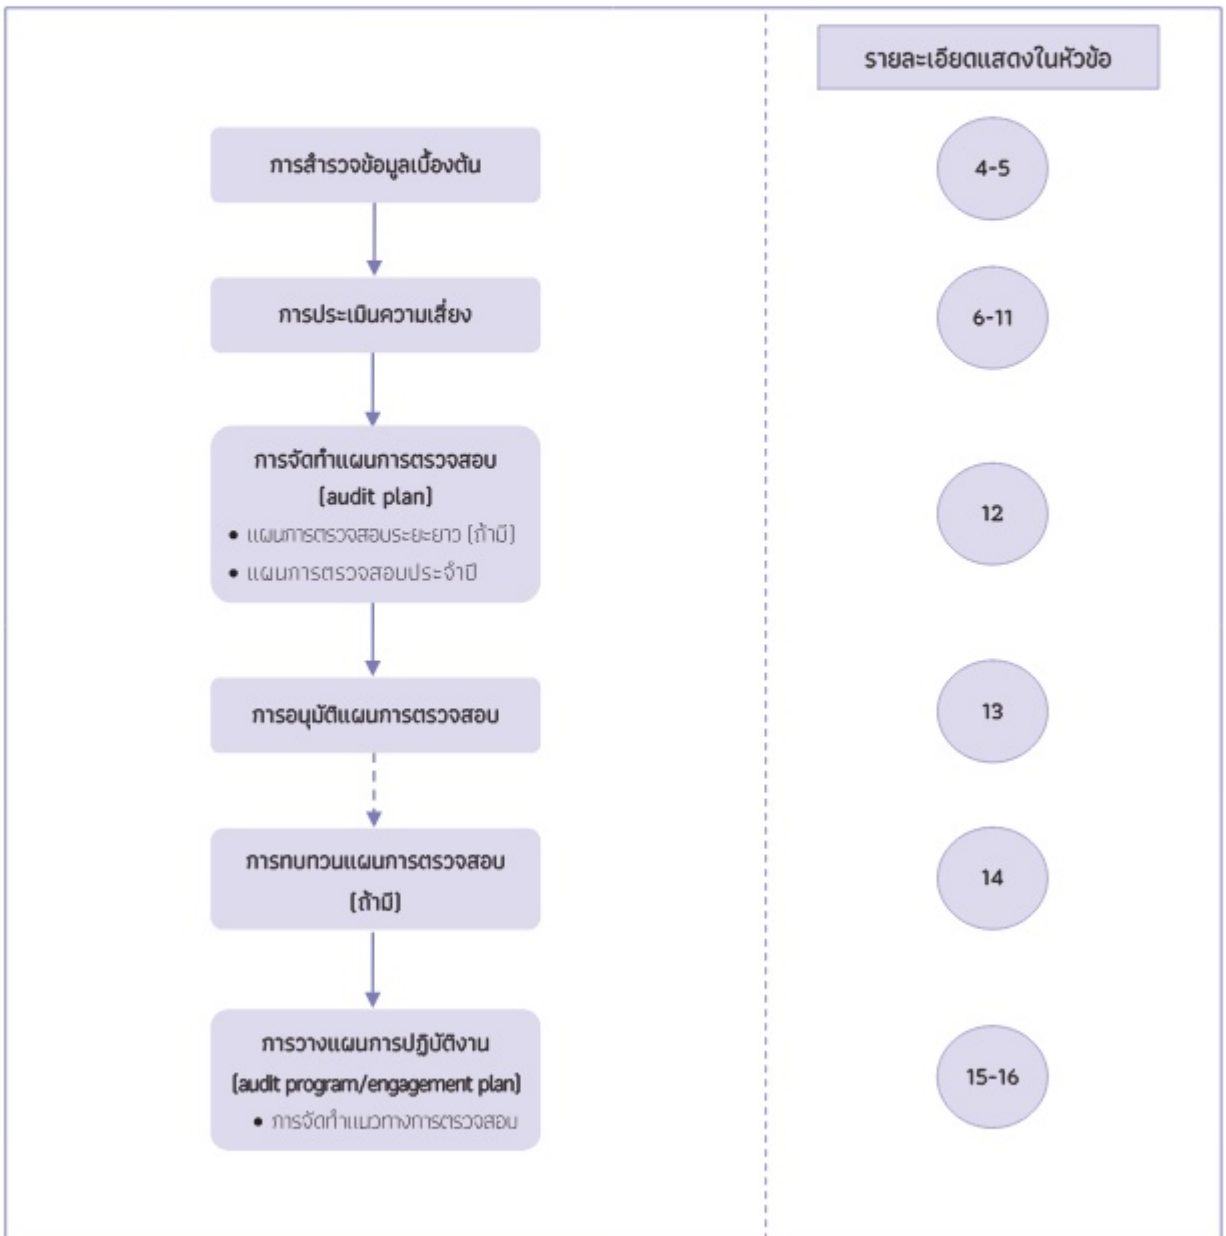 รายละเอียดแสดงในหัวข้อ
การสำรวจข้อมูลเบื้องต้น
4-5
การประเมินความเสี่ยง
6-11
การจัดทำแผนการตรวจสอบ
(audit plan)
• แผนการตรวจสอบระยะยาว (ถ้ามี)
• แผนการตรวจสอบประจำปี
12
การอนุมัติแผนการตรวจสอบ
13
การทบทวนแผนการตรวจสอบ
(ถ้ามี)
14
การวางแผนการปฏิบัติงาน
(audit program/engagement plan)
• การจัดทำแนวทางการตรวจสอบ
15-16